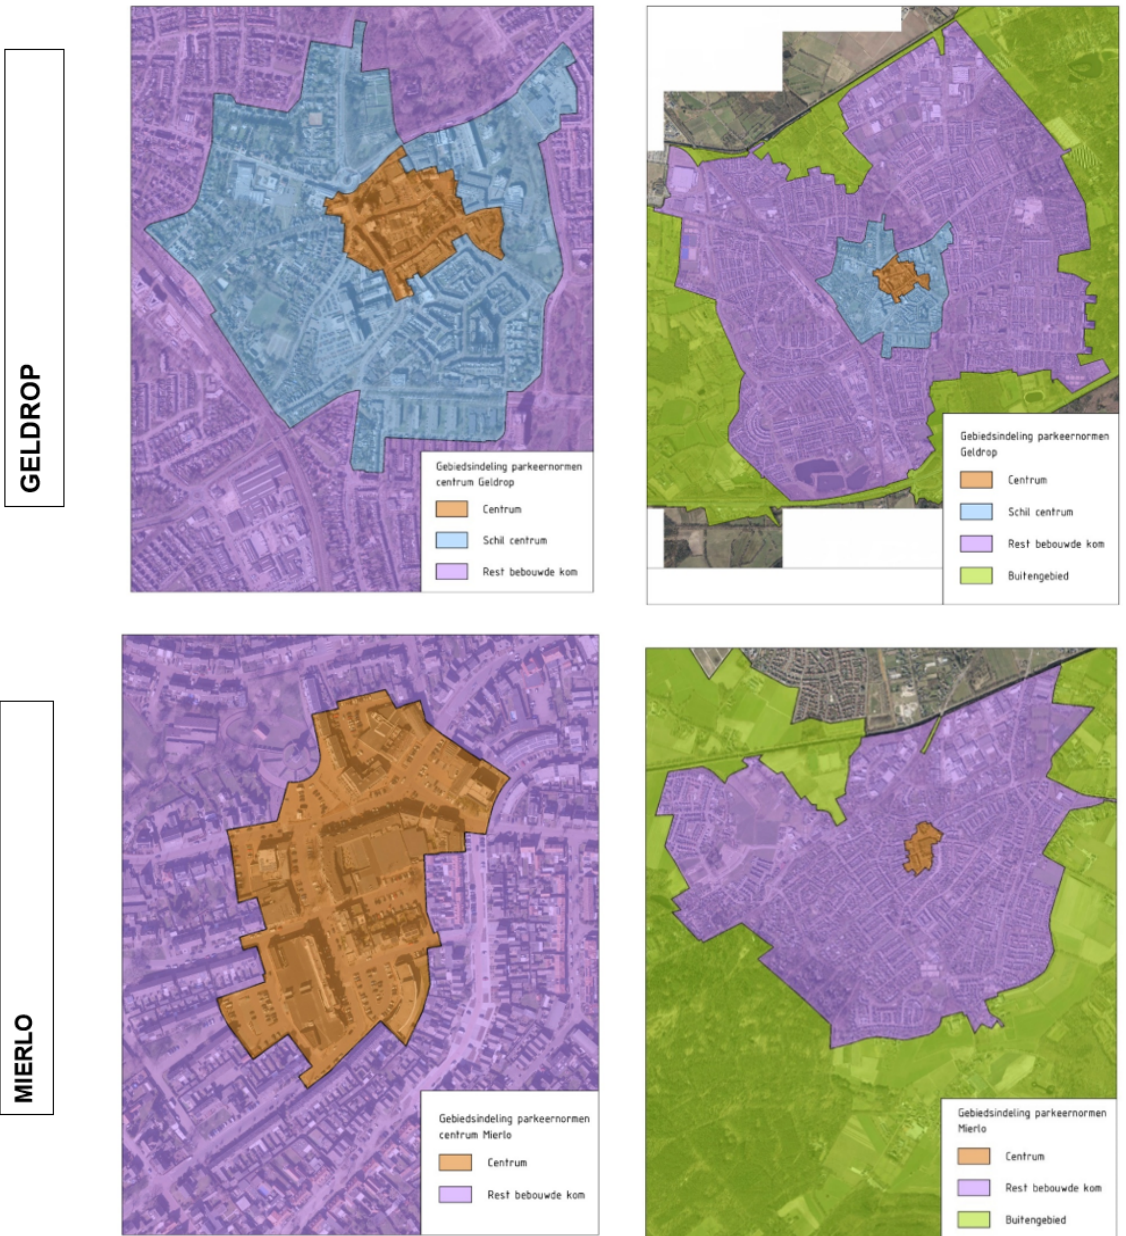 GELDROP
Gebiedsindeling parkeernormen
centrum Geldrop
Centrum
Schil centrum
Rest bebouwde kom
Gebiedsindeling parkeernormen
Geldrop
Centrum
Schil centrum
Rest bebouwde kom
Buitengebied
MIERLO
Gebiedsindeling parkeernormen
centrum Mierlo
Centrum
Rest bebouwde kom
Gebiedsindeling parkeernormen
Mierlo
Centrum
Rest bebouwde kom
Buitengebied